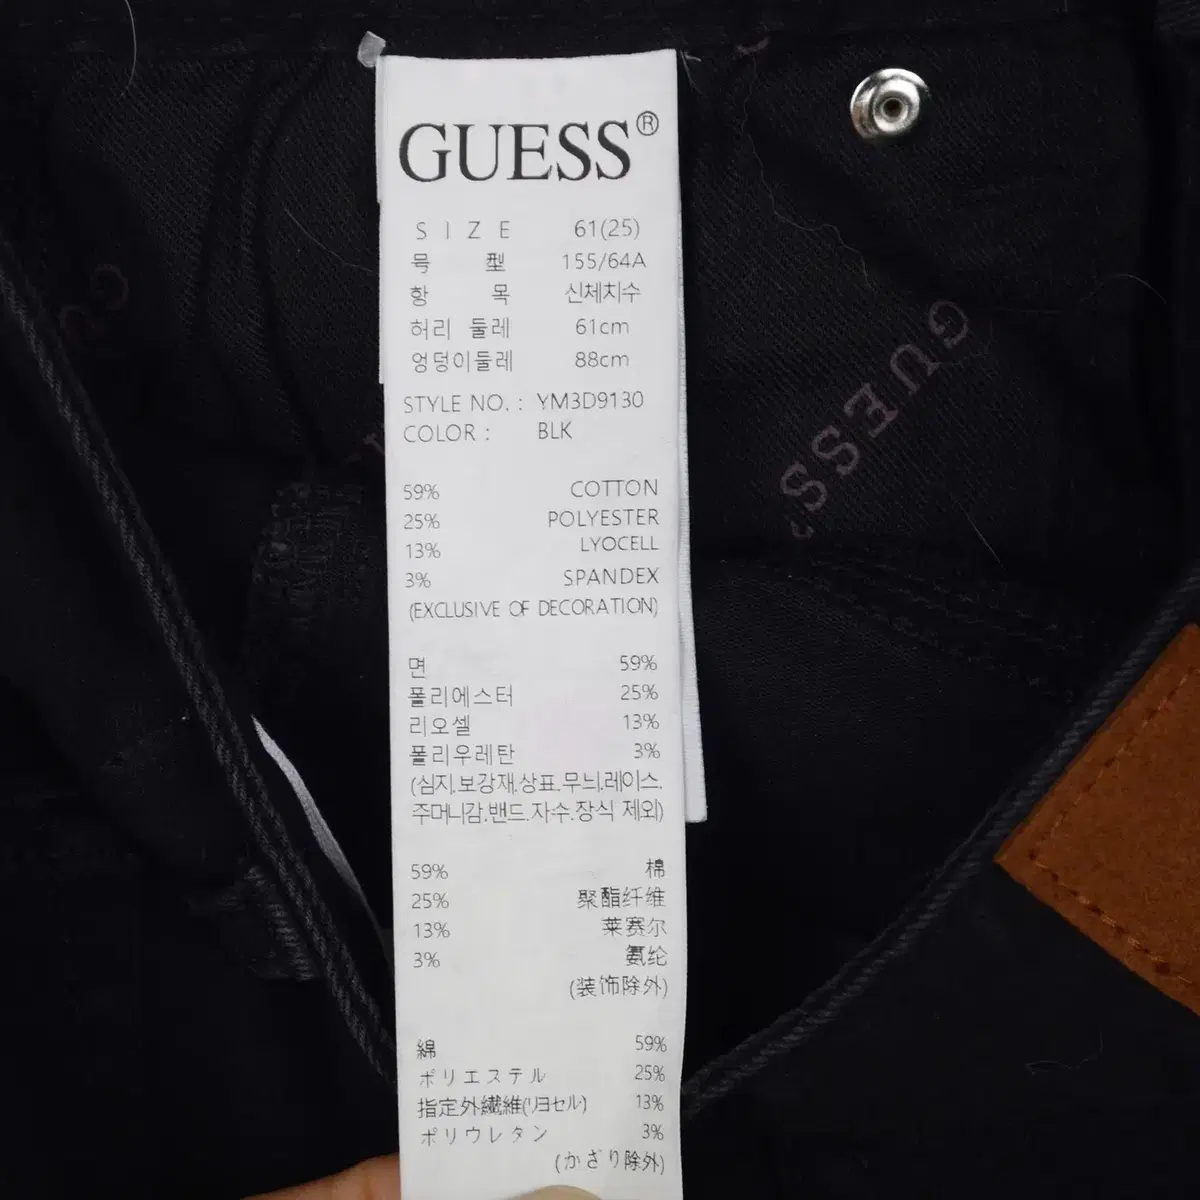 GUESS®
SIZE 61(25)
号 型 155/64A
항 목 신체치수
허리 둘레 61cm
엉덩이둘레 88cm
STYLE NO. : YM3D9130
COLOR : BLK
59% COTTON
25% POLYESTER
13% LYOCELL
3% SPANDEX
(EXCLUSIVE OF DECORATION)
면 59%
폴리에스터 25%
리오셀 13%
폴리우레탄 3%
(심지.보강재.상표.무늬.레이스.
주머니감.밴드.자수.장식 제외)
59% 棉
25% 聚酯纤维
13% 莱赛尔
3% 氨纶
(装饰除外)
綿 59%
ポリエステル 25%
指定外繊維(リヨセル) 13%
ポリウレタン 3%
(かざり除外)
GUESS?
GU